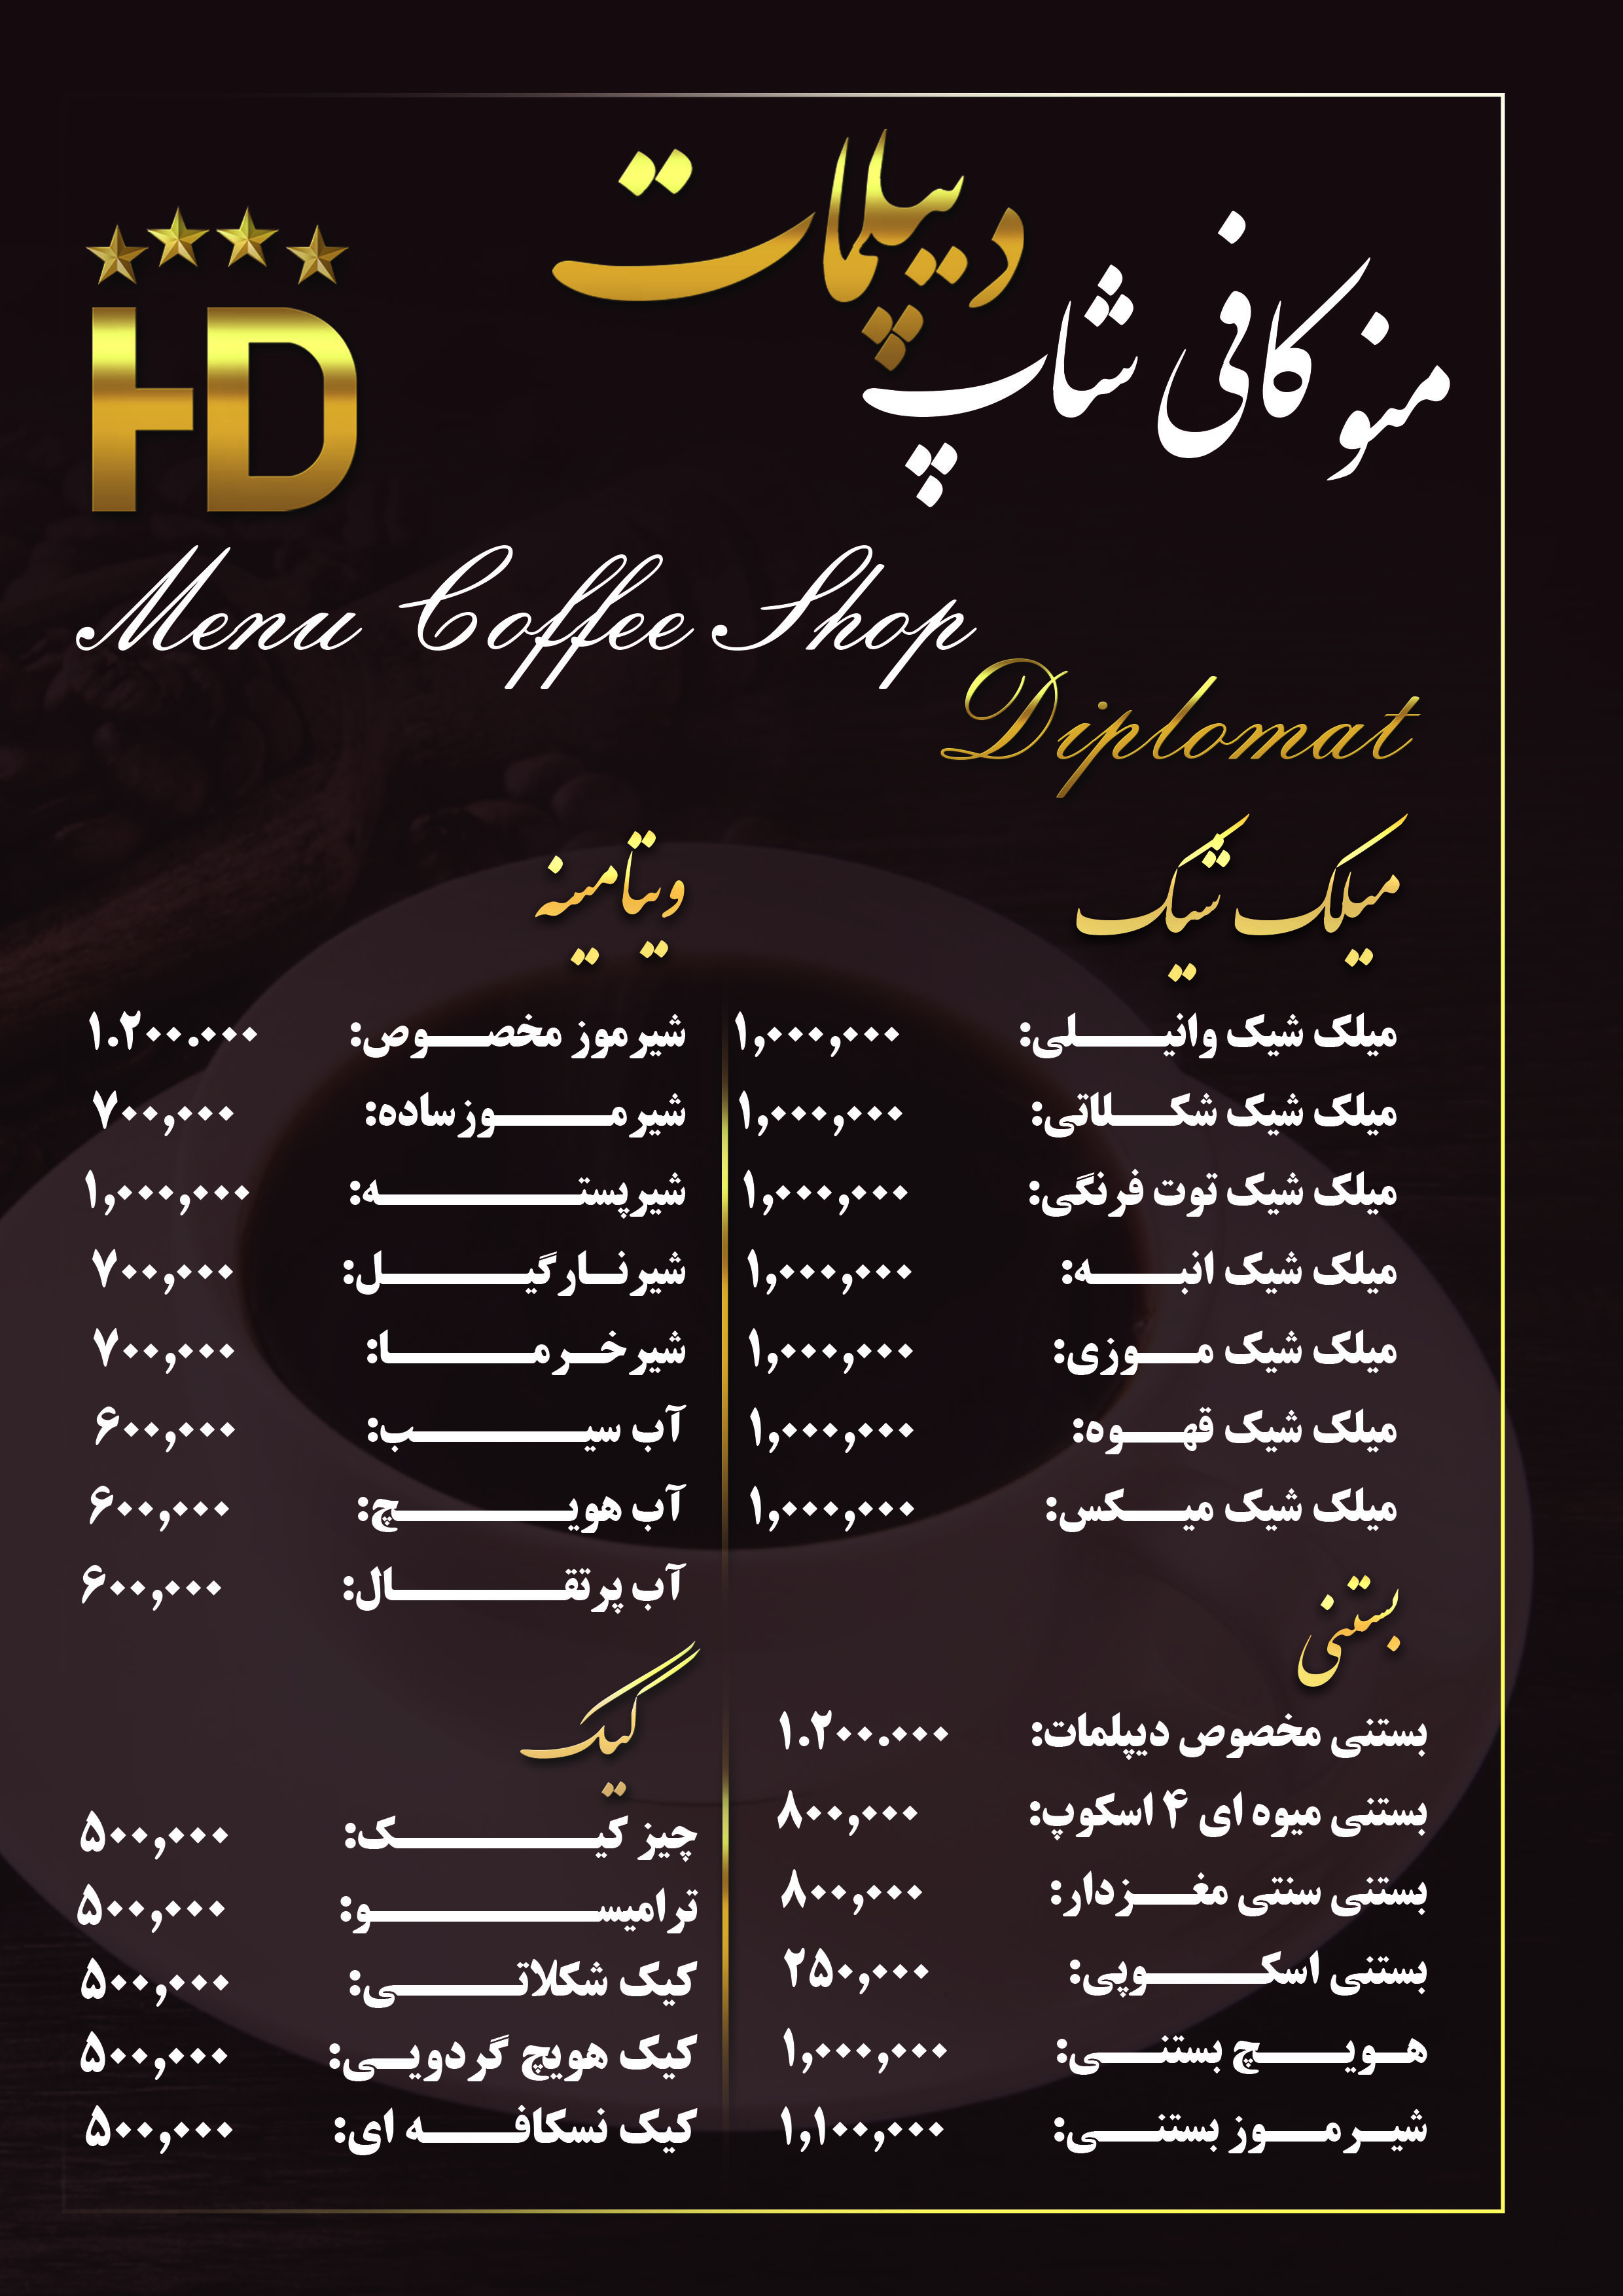 منو کافی شاپ دیپلمات
HD
Menu Coffee Shop
Diplomat
میلک شیک
میلک شیک وانیلی: ۱,۰۰۰,۰۰۰
میلک شیک شکلاتی: ۱,۰۰۰,۰۰۰
میلک شیک توت فرنگی: ۱,۰۰۰,۰۰۰
میلک شیک انبه: ۱,۰۰۰,۰۰۰
میلک شیک موزی: ۱,۰۰۰,۰۰۰
میلک شیک قهوه: ۱,۰۰۰,۰۰۰
میلک شیک میکس: ۱,۰۰۰,۰۰۰
بستنی
بستنی مخصوص دیپلمات: ۱.۲۰۰.۰۰۰
بستنی میوه ای ۴ اسکوپ: ۸۰۰,۰۰۰
بستنی سنتی مغزدار: ۸۰۰,۰۰۰
بستنی اسکوپی: ۲۵۰,۰۰۰
هویچ بستنی: ۱,۰۰۰,۰۰۰
شیرموز بستنی: ۱,۱۰۰,۰۰۰
ویتامینه
شیرموز مخصوص: ۱.۲۰۰.۰۰۰
شیرموزساده: ۷۰۰,۰۰۰
شیرپسته: ۱,۰۰۰,۰۰۰
شیرنارگیل: ۷۰۰,۰۰۰
شیرخرما: ۷۰۰,۰۰۰
آب سیب: ۶۰۰,۰۰۰
آب هویچ: ۶۰۰,۰۰۰
آب پرتقال: ۶۰۰,۰۰۰
کیک
چیز کیک: ۵۰۰,۰۰۰
ترامیسو: ۵۰۰,۰۰۰
کیک شکلاتی: ۵۰۰,۰۰۰
کیک هویچ گردویی: ۵۰۰,۰۰۰
کیک نسکافه ای: ۵۰۰,۰۰۰